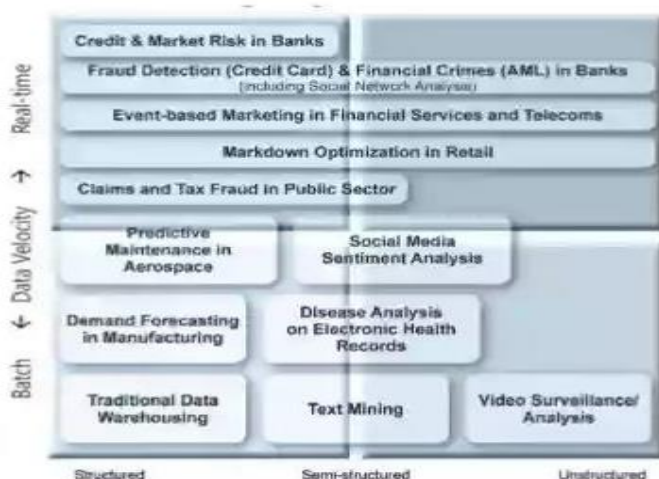 Credit & Market Risk in Banks
Fraud Detection (Credit Card) & Financial Crimes (AML) in Banks
(including Social Network Analysis)
Event-based Marketing in Financial Services and Telecoms
Markdown Optimization in Retail
Claims and Tax Fraud in Public Sector
Predictive
Maintenance in
Aerospace
Social Media
Sentiment Analysis
Demand Forecasting
in Manufacturing
Disease Analysis
on Electronic Health
Records
Traditional Data
Warehousing
Text Mining
Video Surveillance/
Analysis
Batch ← Data Velocity → Real-time
Structured
Semi-structured
Unstructured